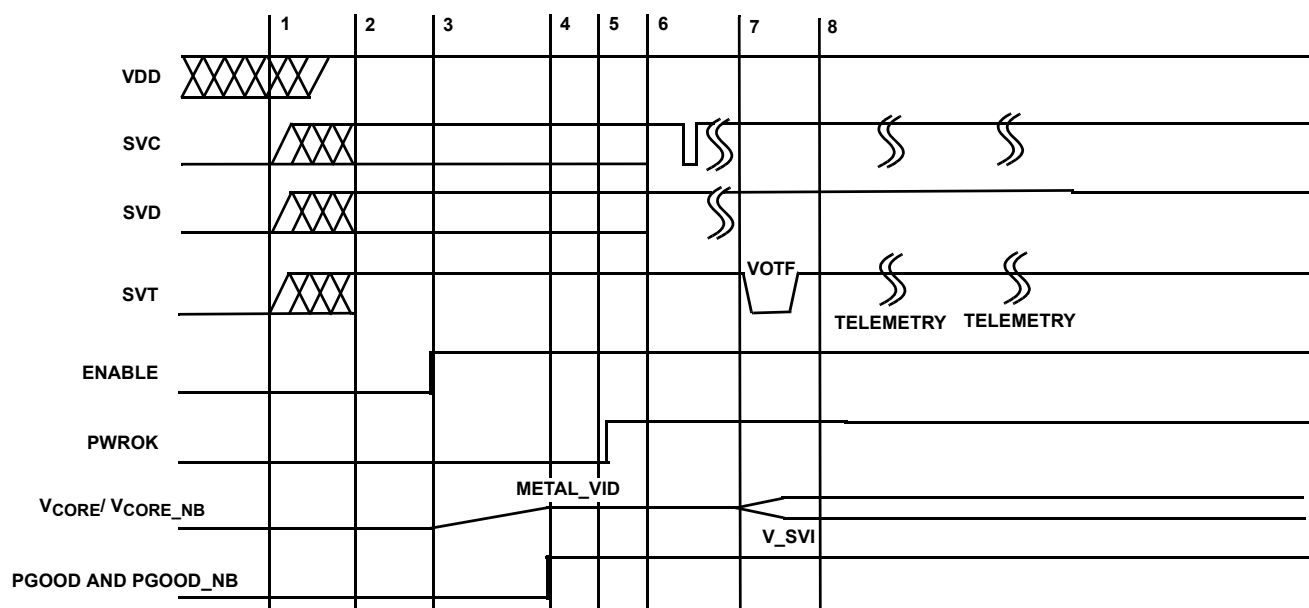 1 2 3 4 5 6 7 8
VDD
SVC
SVD
SVT
VOTF
TELEMETRY TELEMETRY
ENABLE
PWROK
METAL_VID
VCORE/ VCORE_NB
V_SVI
PGOOD AND PGOOD_NB